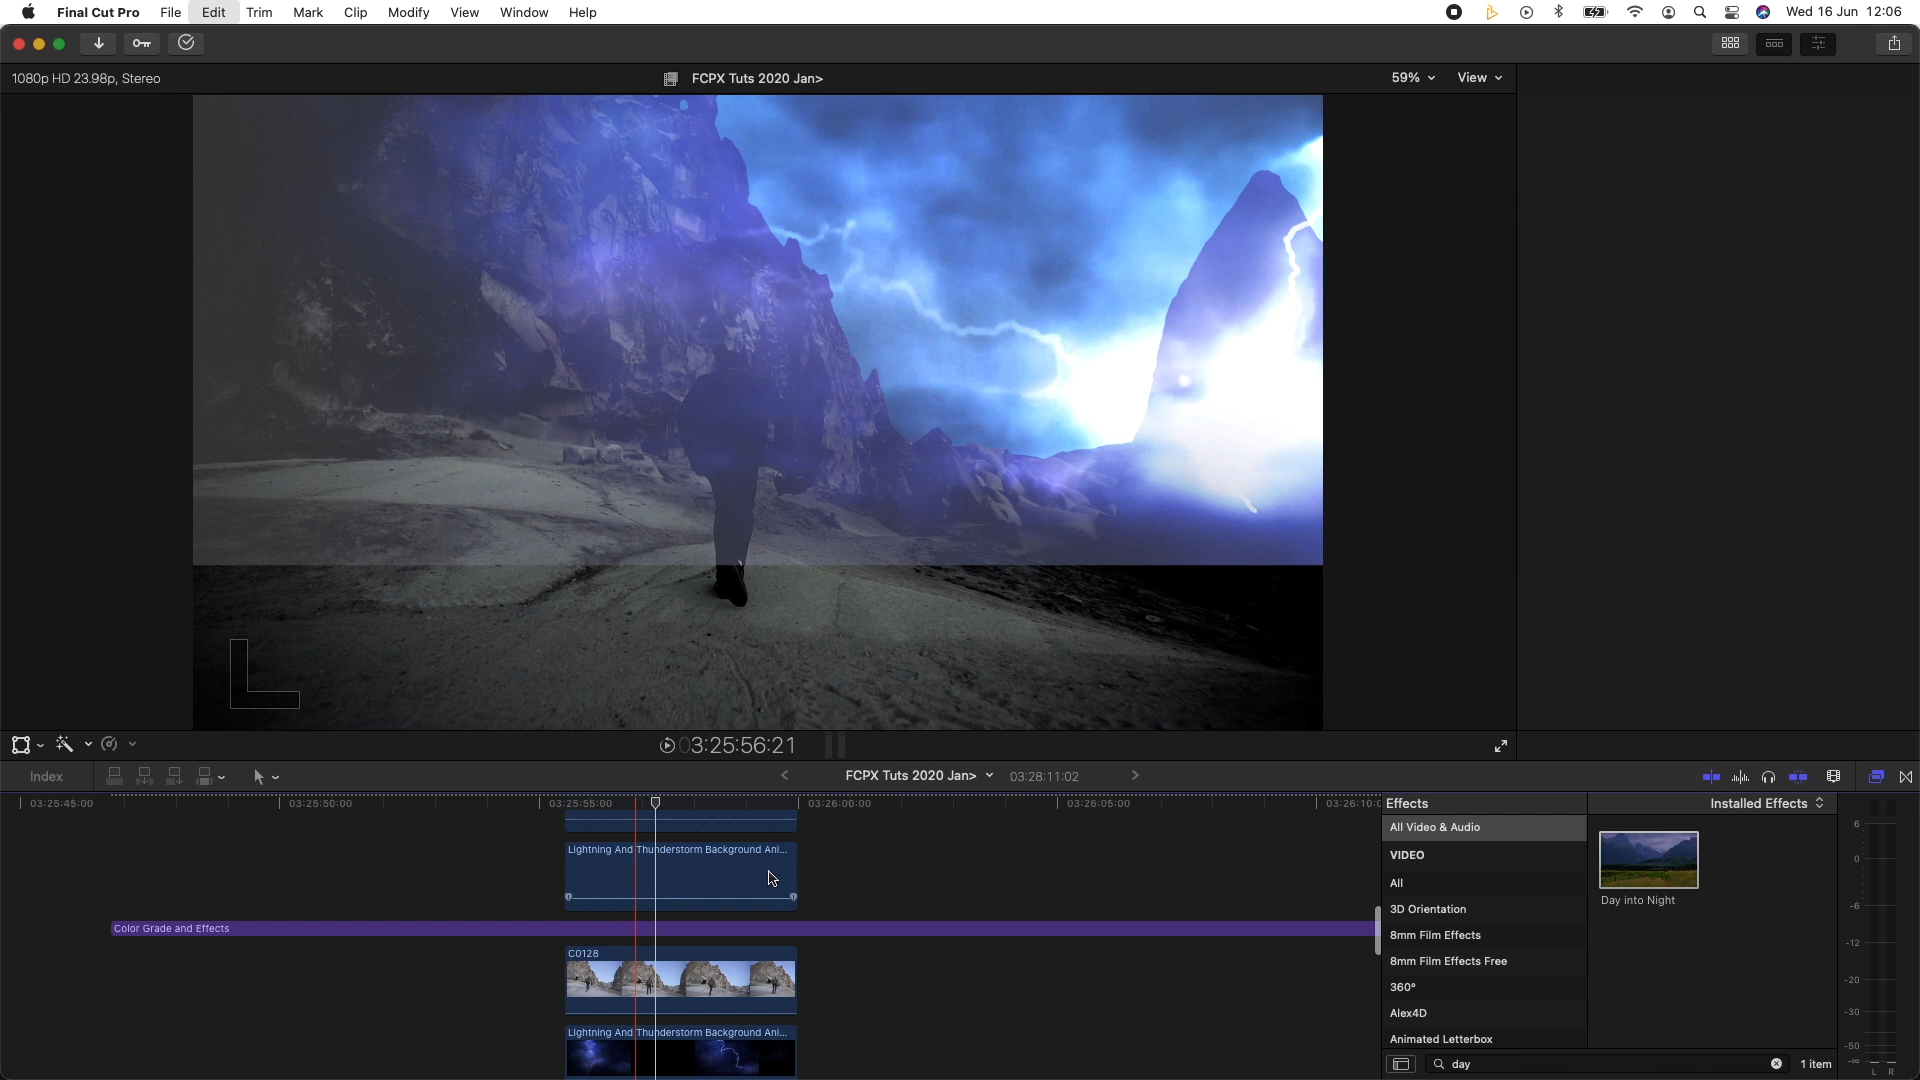 Final Cut Pro File Edit Trim Mark Clip Modify View Window Help Wed 16 Jun 12:06
1080p HD 23.98p, Stereo FCPX Tuts 2020 Jan> 59% View
03:25:56:21
Index FCPX Tuts 2020 Jan> 03:28:11:02
03:25:45:00 03:25:50:00 03:25:55:00 03:26:00:00 03:26:05:00 03:26:10:0
Effects Installed Effects
All Video & Audio
VIDEO
All
3D Orientation
8mm Film Effects
8mm Film Effects Free
360°
Alex4D
Animated Letterbox
Day into Night
Lightning And Thunderstorm Background Ani...
Color Grade and Effects
C0128
Lightning And Thunderstorm Background Ani...
day 1 item
6
0
-6
-12
-20
-30
-50
-∞
L R